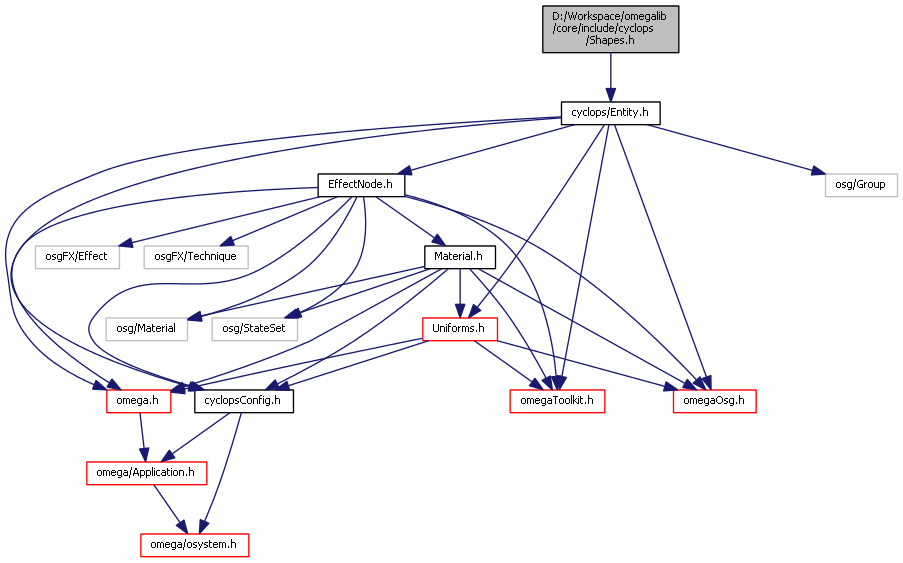 D:/Workspace/omegalib
/core/include/cyclops
/Shapes.h
cyclops/Entity.h
EffectNode.h
osg/Group
osgFX/Effect
osgFX/Technique
Material.h
osg/Material
osg/StateSet
Uniforms.h
omega.h
cyclopsConfig.h
omegaToolkit.h
omegaOsg.h
omega/Application.h
omega/osystem.h